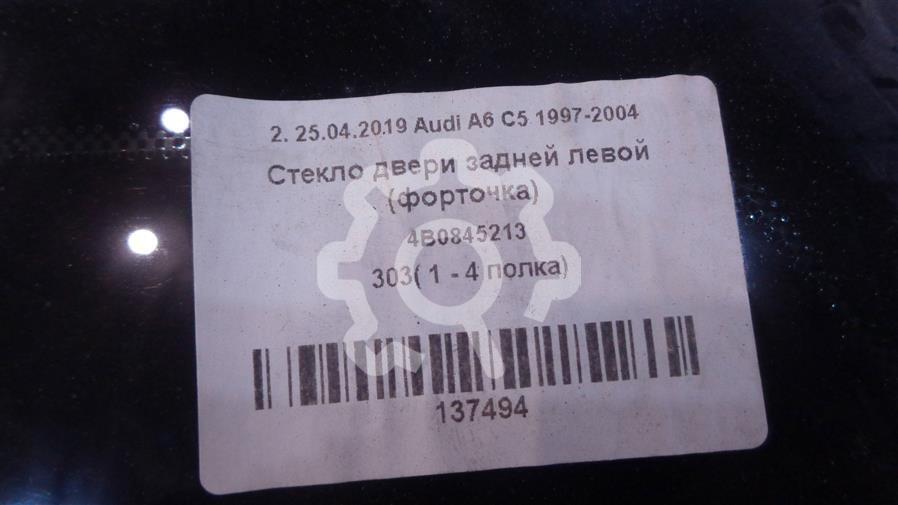 2. 25.04.2019 Audi A6 C5 1997-2004
Стекло двери задней левой
(форточка)
4B0845213
303( 1 - 4 полка)
137494